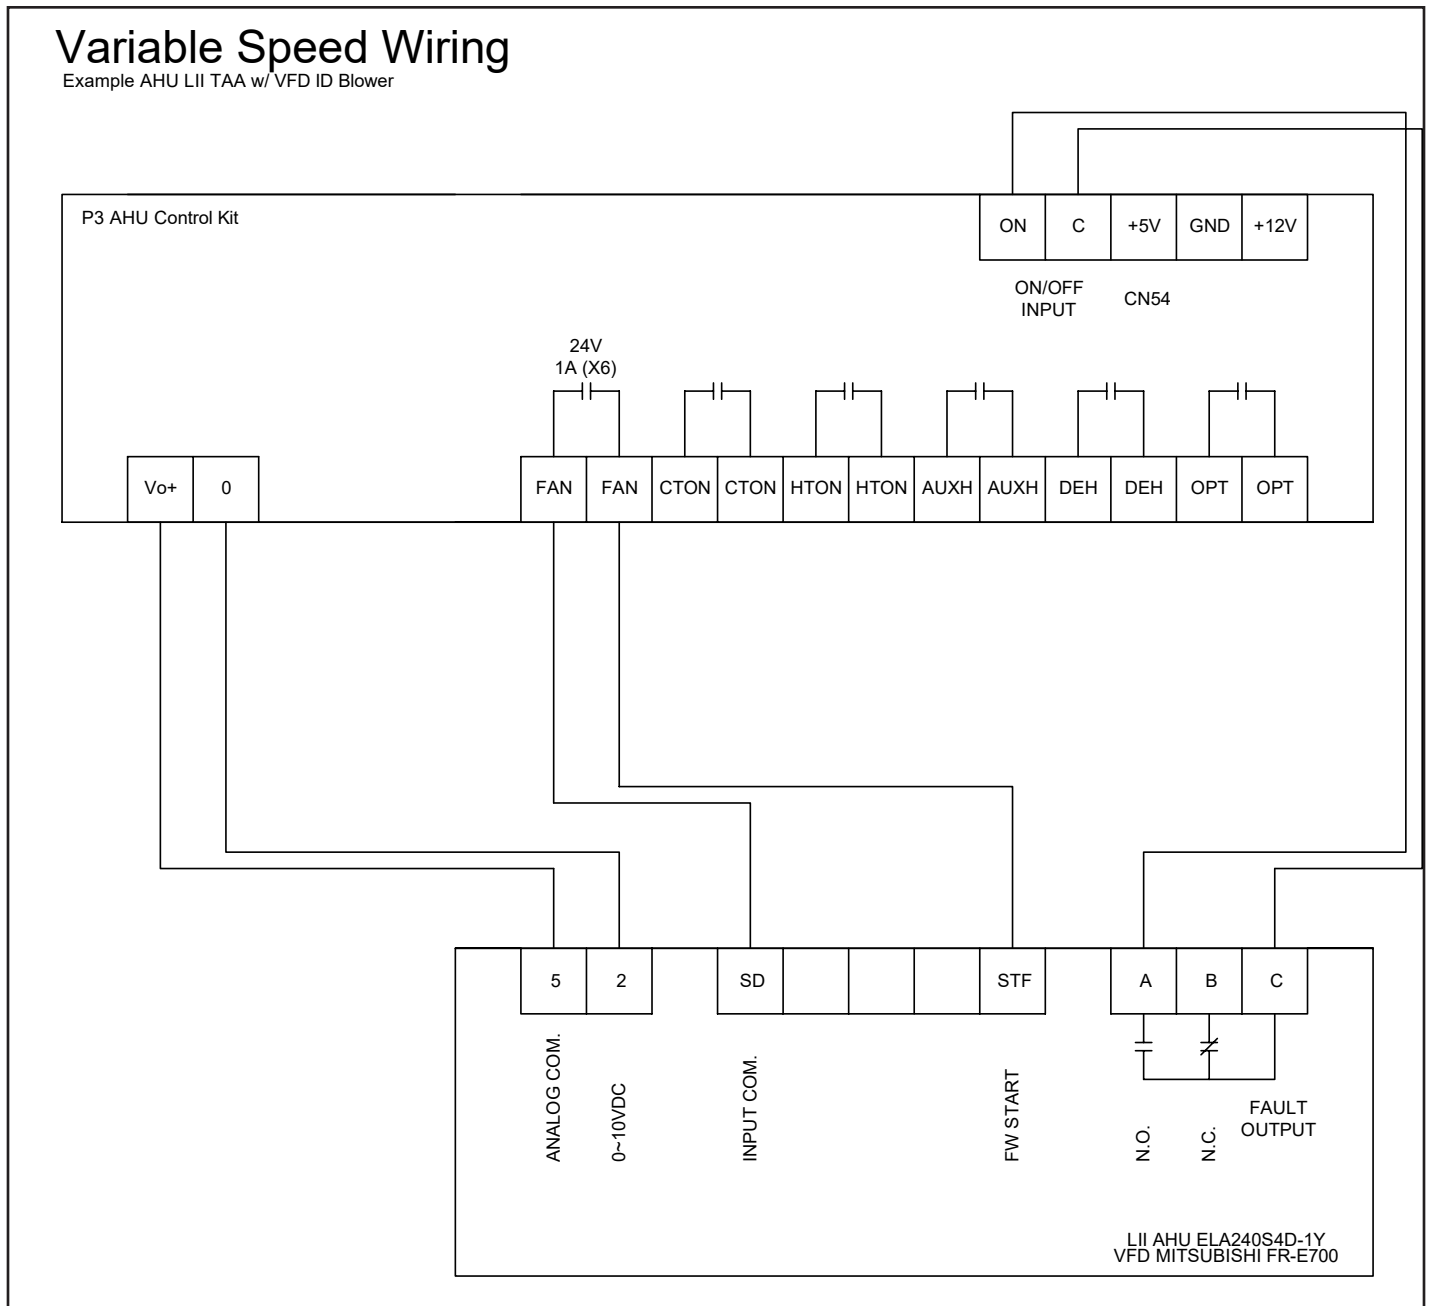 Variable Speed Wiring
Example AHU LII TAA w/ VFD ID Blower
P3 AHU Control Kit
ON C +5V GND +12V
ON/OFF
INPUT
CN54
24V
1A (X6)
Vo+ 0
FAN FAN CTON CTON HTON HTON AUXH AUXH DEH DEH OPT OPT
5 2 SD STF A B C
ANALOG COM.
0~10VDC
INPUT COM.
FW START
N.O.
N.C.
FAULT
OUTPUT
LII AHU ELA240S4D-1Y
VFD MITSUBISHI FR-E700